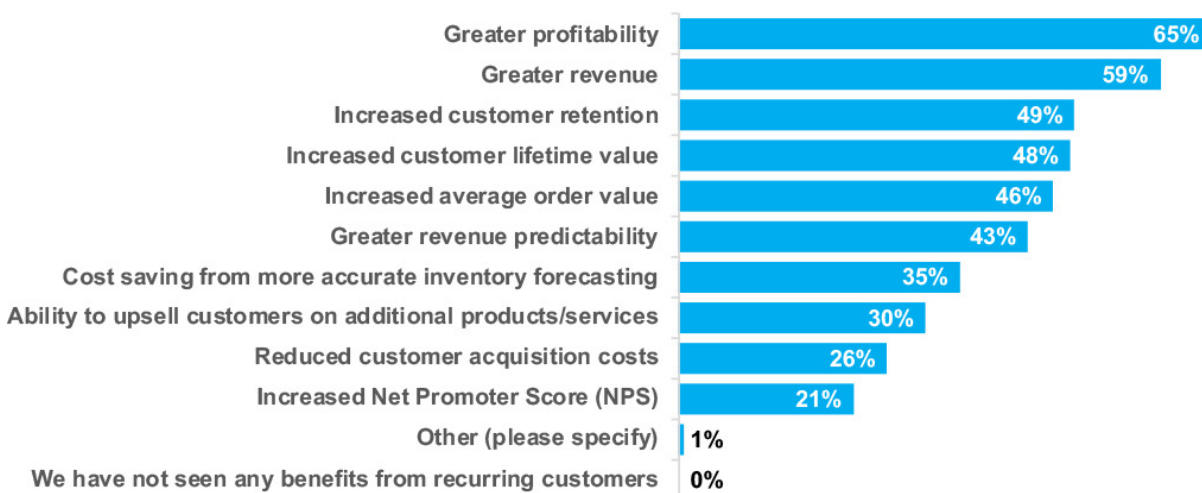 Greater profitability 65%
Greater revenue 59%
Increased customer retention 49%
Increased customer lifetime value 48%
Increased average order value 46%
Greater revenue predictability 43%
Cost saving from more accurate inventory forecasting 35%
Ability to upsell customers on additional products/services 30%
Reduced customer acquisition costs 26%
Increased Net Promoter Score (NPS) 21%
Other (please specify) 1%
We have not seen any benefits from recurring customers 0%